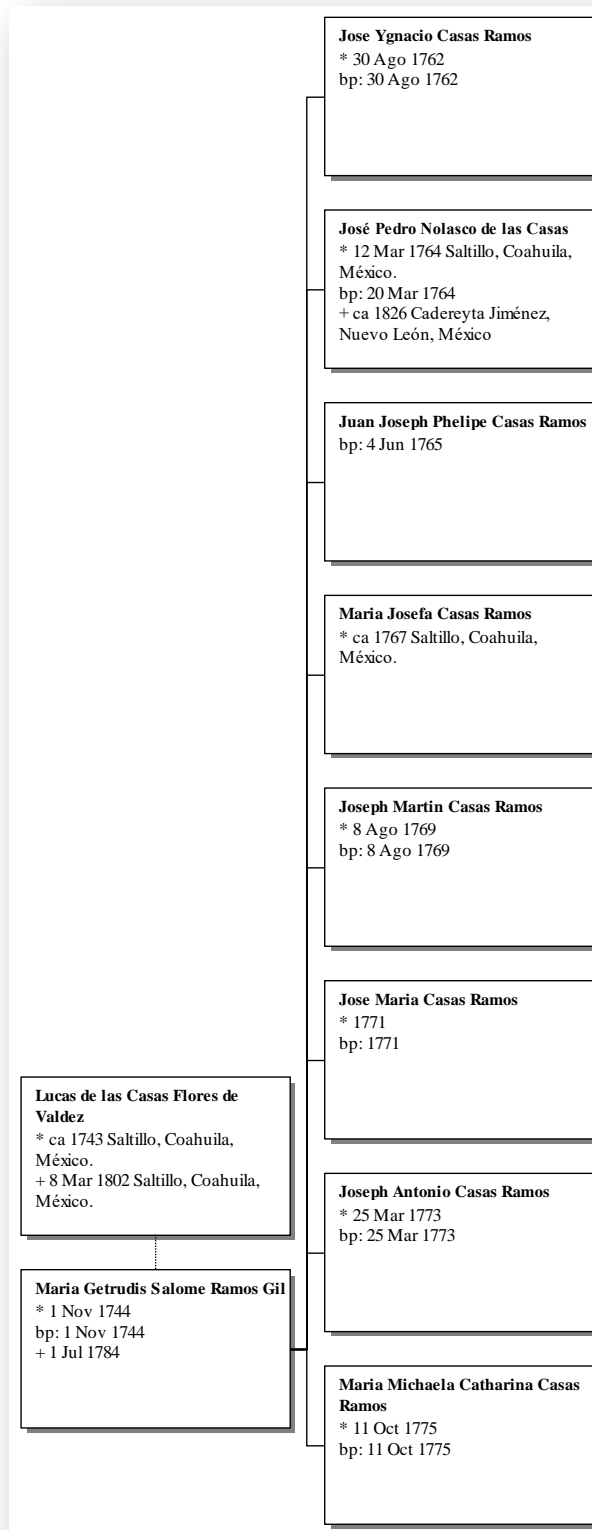 Jose Ygnacio Casas Ramos
* 30 Ago 1762
bp: 30 Ago 1762
José Pedro Nolasco de las Casas
* 12 Mar 1764 Saltillo, Coahuila,
México.
bp: 20 Mar 1764
+ ca 1826 Cadereyta Jiménez,
Nuevo León, México
Juan Joseph Phelipe Casas Ramos
bp: 4 Jun 1765
Maria Josefa Casas Ramos
* ca 1767 Saltillo, Coahuila,
México.
Joseph Martin Casas Ramos
* 8 Ago 1769
bp: 8 Ago 1769
Jose Maria Casas Ramos
* 1771
bp: 1771
Lucas de las Casas Flores de
Valdez
* ca 1743 Saltillo, Coahuila,
México.
+ 8 Mar 1802 Saltillo, Coahuila,
México.
Joseph Antonio Casas Ramos
* 25 Mar 1773
bp: 25 Mar 1773
Maria Getrudis Salome Ramos Gil
* 1 Nov 1744
bp: 1 Nov 1744
+ 1 Jul 1784
Maria Michaela Catharina Casas
Ramos
* 11 Oct 1775
bp: 11 Oct 1775